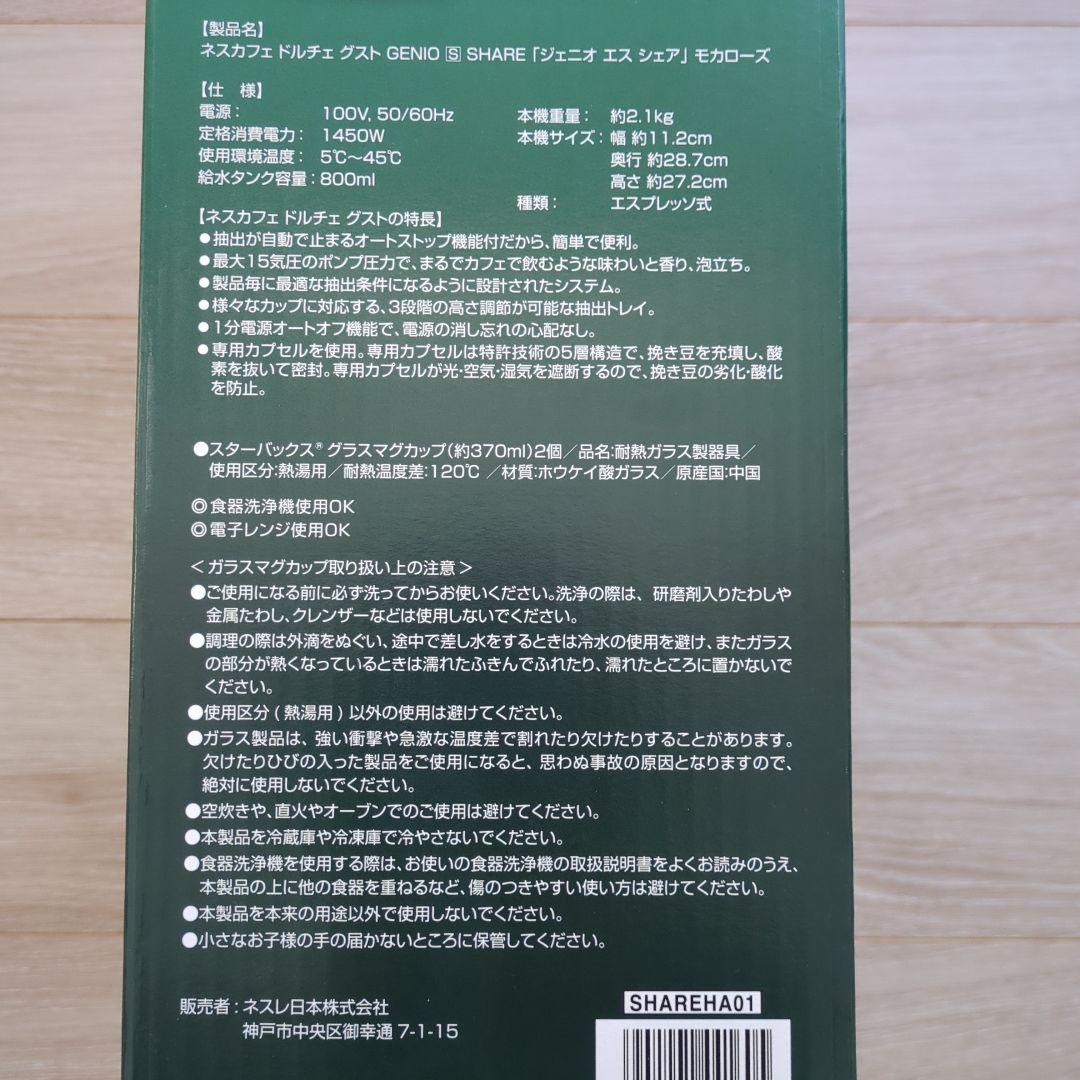 【製品名】
ネスカフェ ドルチェ グスト GENIO S SHARE「ジェニオ エス シェア」モカローズ
【仕 様】
電源: 100V, 50/60Hz
定格消費電力: 1450W
使用環境温度: 5℃〜45℃
給水タンク容量: 800ml
本機重量: 約2.1kg
本機サイズ: 幅 約11.2cm
奥行 約28.7cm
高さ 約27.2cm
種類: エスプレッソ式
【ネスカフェ ドルチェ グストの特長】
●抽出が自動で止まるオートストップ機能付だから、簡単で便利。
●最大15気圧のポンプ圧力で、まるでカフェで飲むような味わいと香り、泡立ち。
●製品毎に最適な抽出条件になるように設計されたシステム。
●様々なカップに対応する、3段階の高さ調節が可能な抽出トレイ。
●1分電源オートオフ機能で、電源の消し忘れの心配なし。
●専用カプセルを使用。専用カプセルは特許技術の5層構造で、挽き豆を充填し、酸
素を抜いて密封。専用カプセルが光・空気・湿気を遮断するので、挽き豆の劣化・酸化
を防止。
●スターバックス® グラスマグカップ(約370ml)2個/品名:耐熱ガラス製器具/
使用区分:熱湯用/耐熱温度差:120℃/材質:ホウケイ酸ガラス/原産国:中国
◎食器洗浄機使用OK
◎電子レンジ使用OK
<ガラスマグカップ取り扱い上の注意>
●ご使用になる前に必ず洗ってからお使いください。洗浄の際は、研磨剤入りたわしや
金属たわし、クレンザーなどは使用しないでください。
●調理の際は外滴をぬぐい、途中で差し水をするときは冷水の使用を避け、またガラス
の部分が熱くなっているときは濡れたふきんでふれたり、濡れたところに置かないで
ください。
●使用区分(熱湯用)以外の使用は避けてください。
●ガラス製品は、強い衝撃や急激な温度差で割れたり欠けたりすることがあります。
欠けたりひびの入った製品をご使用になると、思わぬ事故の原因となりますので、
絶対に使用しないでください。
●空炊きや、直火やオーブンでのご使用は避けてください。
●本製品を冷蔵庫や冷凍庫で冷やさないでください。
●食器洗浄機を使用する際は、お使いの食器洗浄機の取扱説明書をよくお読みのうえ、
本製品の上に他の食器を重ねるなど、傷のつきやすい使い方は避けてください。
●本製品を本来の用途以外で使用しないでください。
●小さなお子様の手の届かないところに保管してください。
販売者:ネスレ日本株式会社
神戸市中央区御幸通7-1-15
SHAREHA01